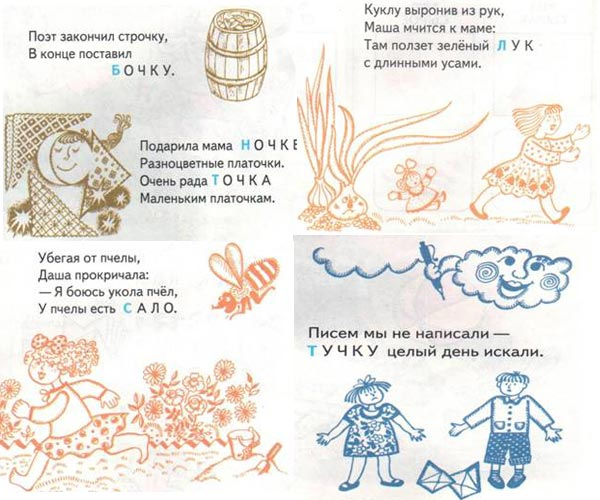 Поэт закончил строчку,
В конце поставил
БОЧКУ.
Подарила мама НОЧКЕ
Разноцветные платочки.
Очень рада ТОЧКА
Маленьким платочкам.
Куклу выронив из рук,
Маша мчится к маме:
Там ползет зелёный ЛУК
с длинными усами.
Убегая от пчелы,
Даша прокричала:
— Я боюсь укола пчёл,
У пчелы есть САЛО.
Писем мы не написали —
ТУЧКУ целый день искали.